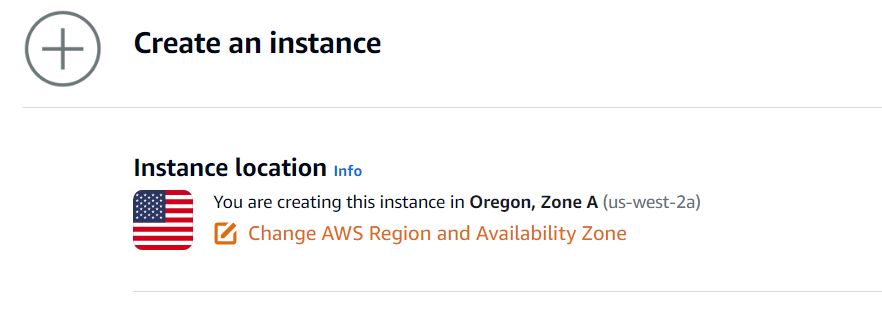 Create an instance
Instance location Info
You are creating this instance in Oregon, Zone A (us-west-2a)
Change AWS Region and Availability Zone